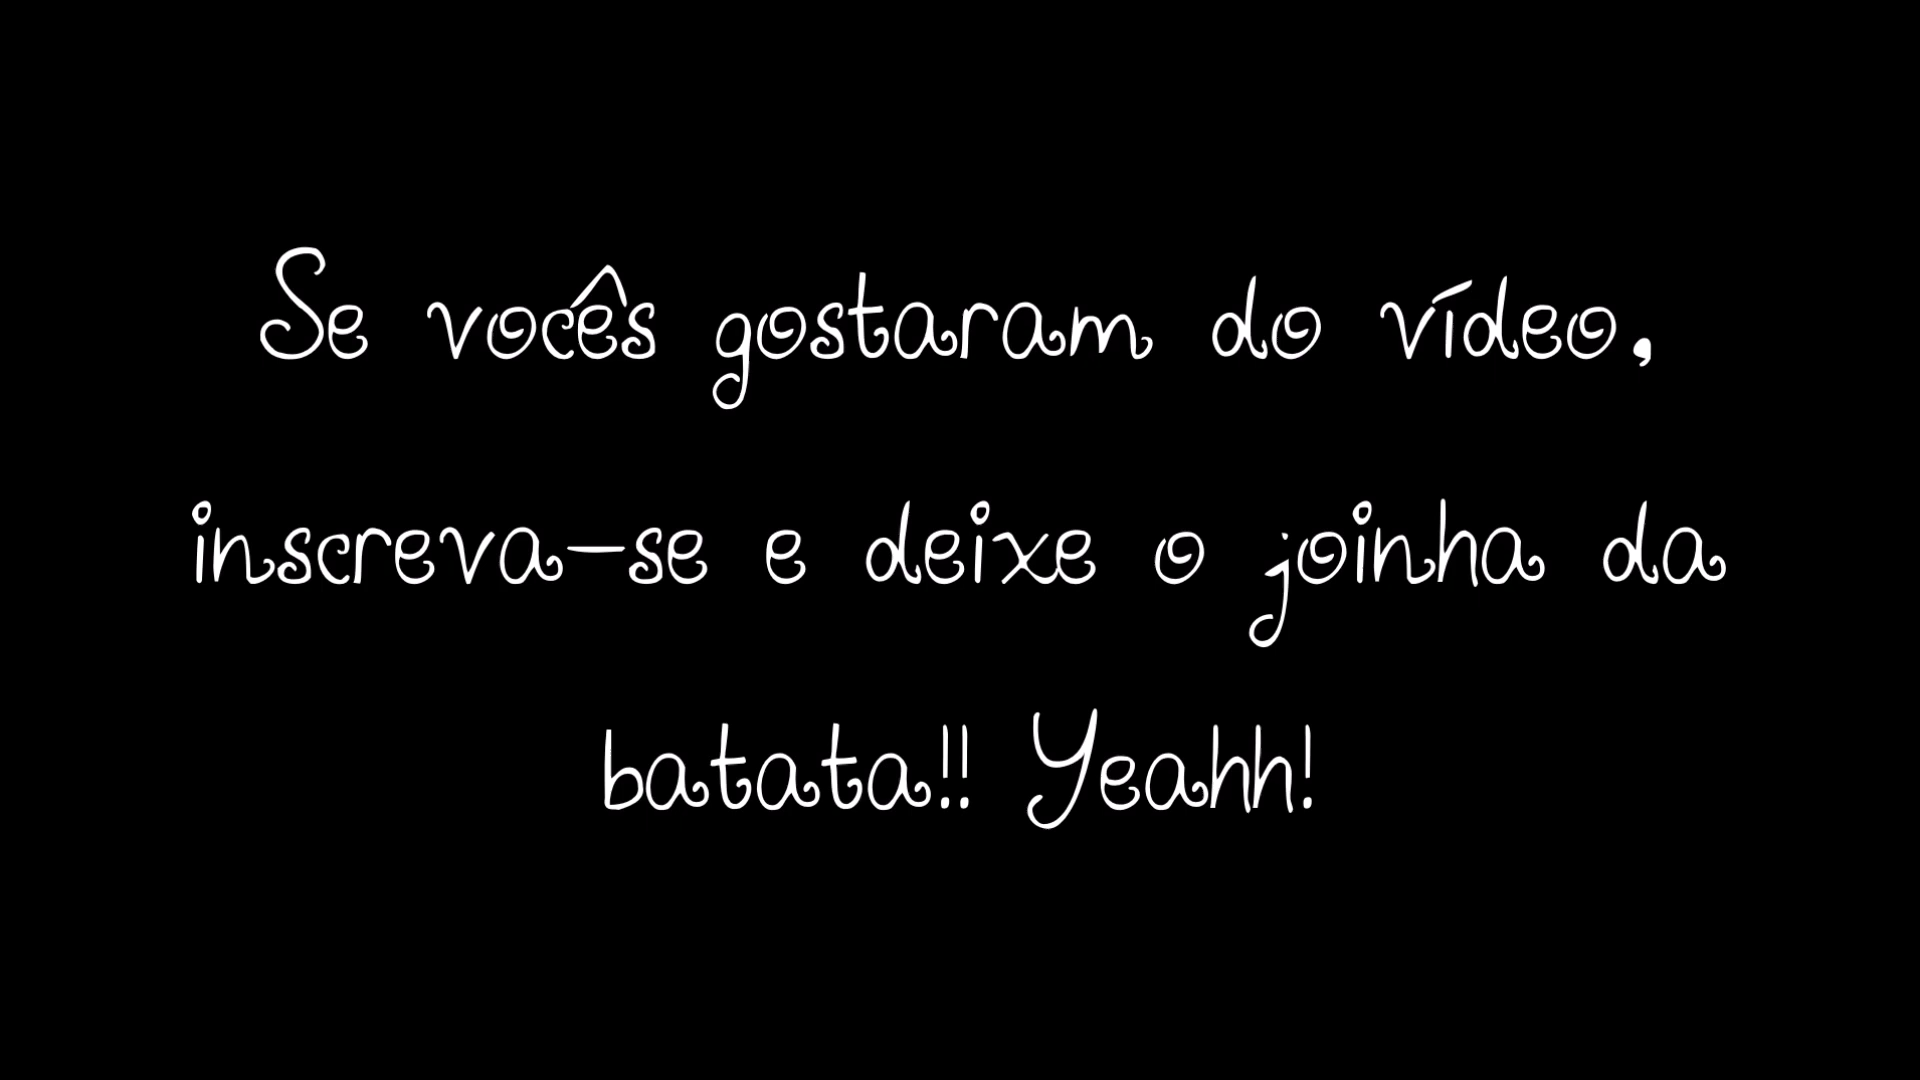 Se vocês gostaram do vídeo,
inscreva-se e deixe o joinha da
batata!! Yeahh!